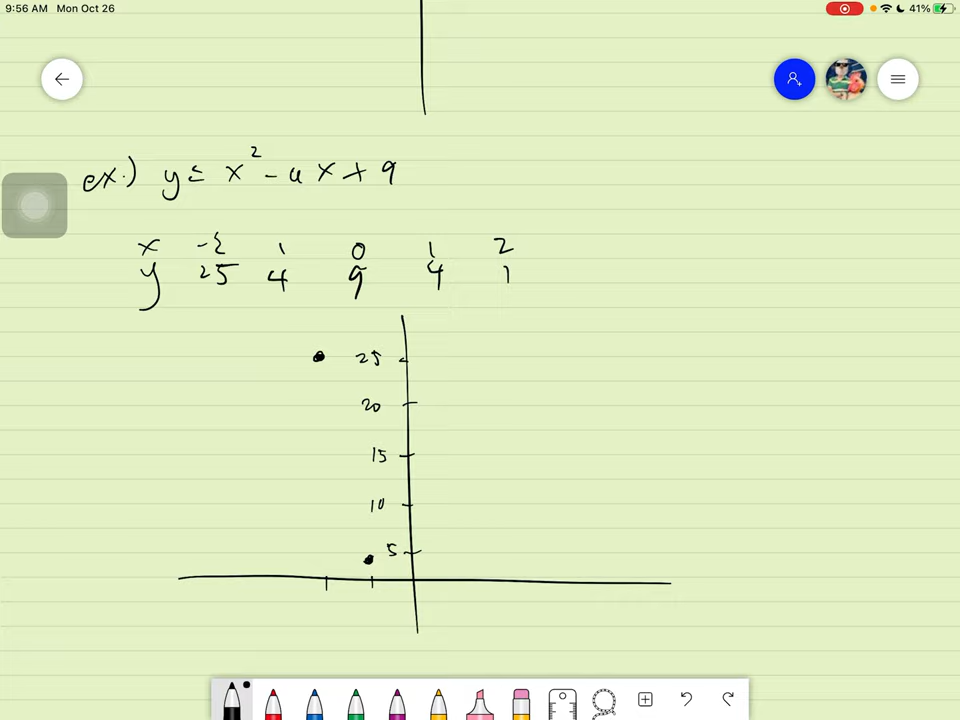 9:56 AM Mon Oct 26 41%
ex.) y = x² - 4x + 9
x -2 1 0 1 2
y 25 4 9 4 1
25
20
15
10
5